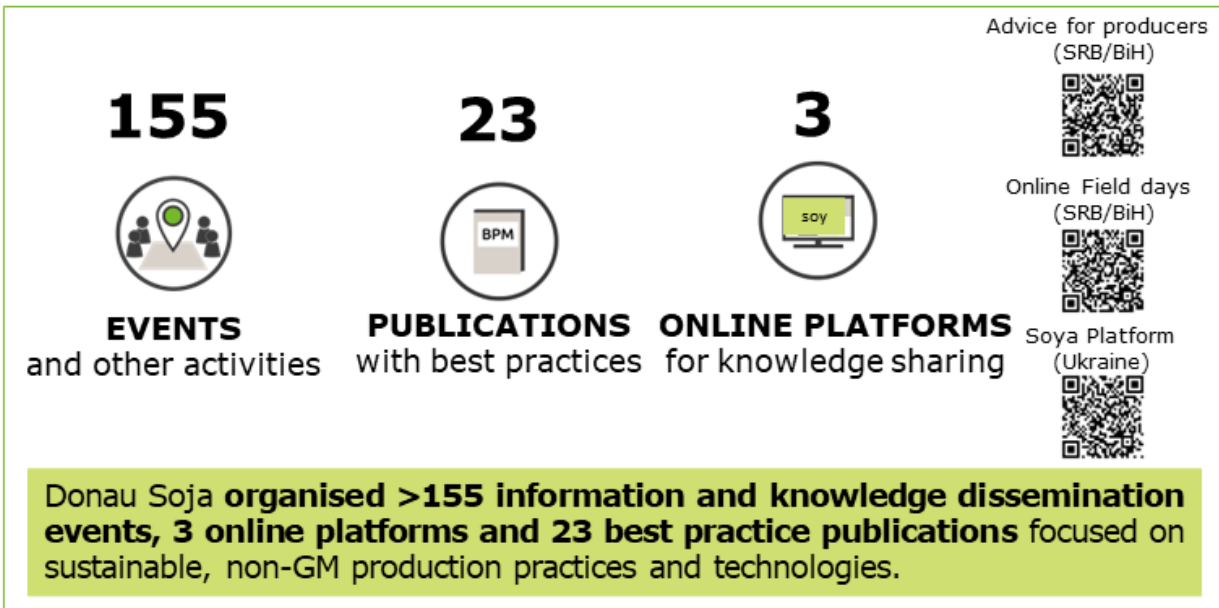 155
EVENTS
and other activities
23
BPM
PUBLICATIONS
with best practices
3
soy
ONLINE PLATFORMS
for knowledge sharing
Advice for producers
(SRB/BiH)
Online Field days
(SRB/BiH)
Soya Platform
(Ukraine)
Donau Soja organised >155 information and knowledge dissemination
events, 3 online platforms and 23 best practice publications focused on
sustainable, non-GM production practices and technologies.